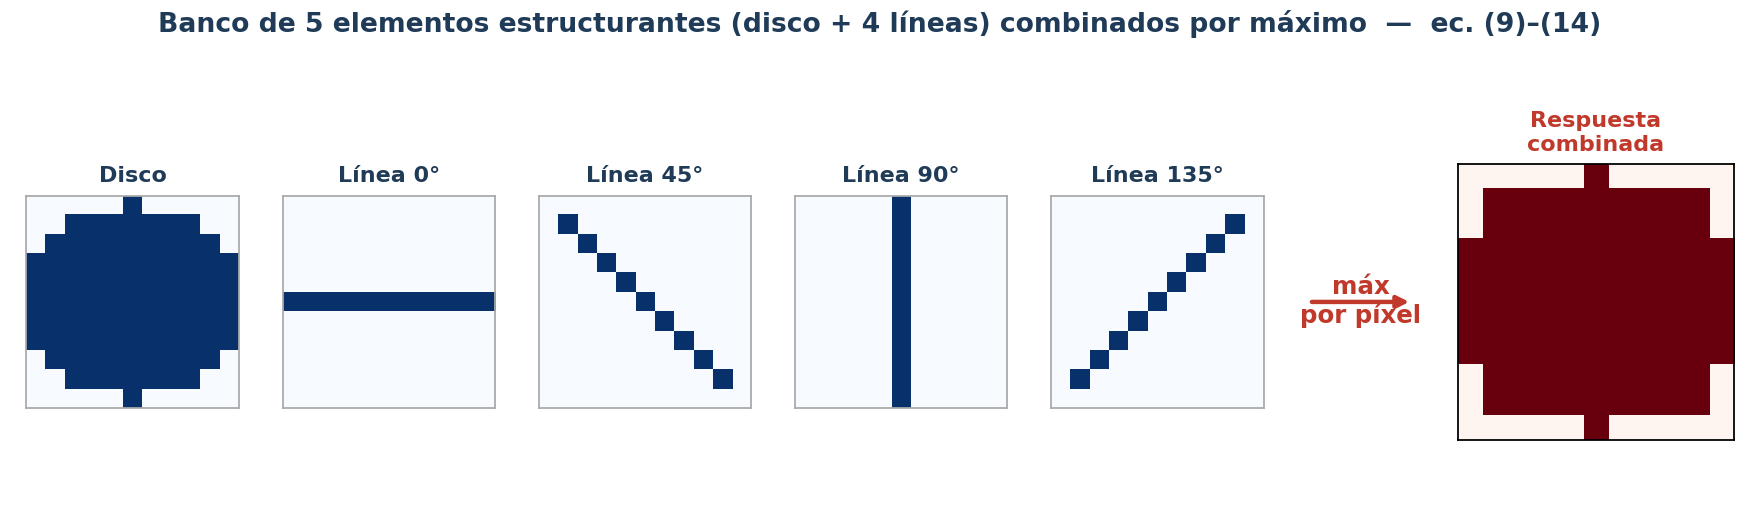 Banco de 5 elementos estructurantes (disco + 4 líneas) combinados por máximo — ec. (9)–(14)
Disco
Línea 0°
Línea 45°
Línea 90°
Línea 135°
máx
por píxel
Respuesta
combinada